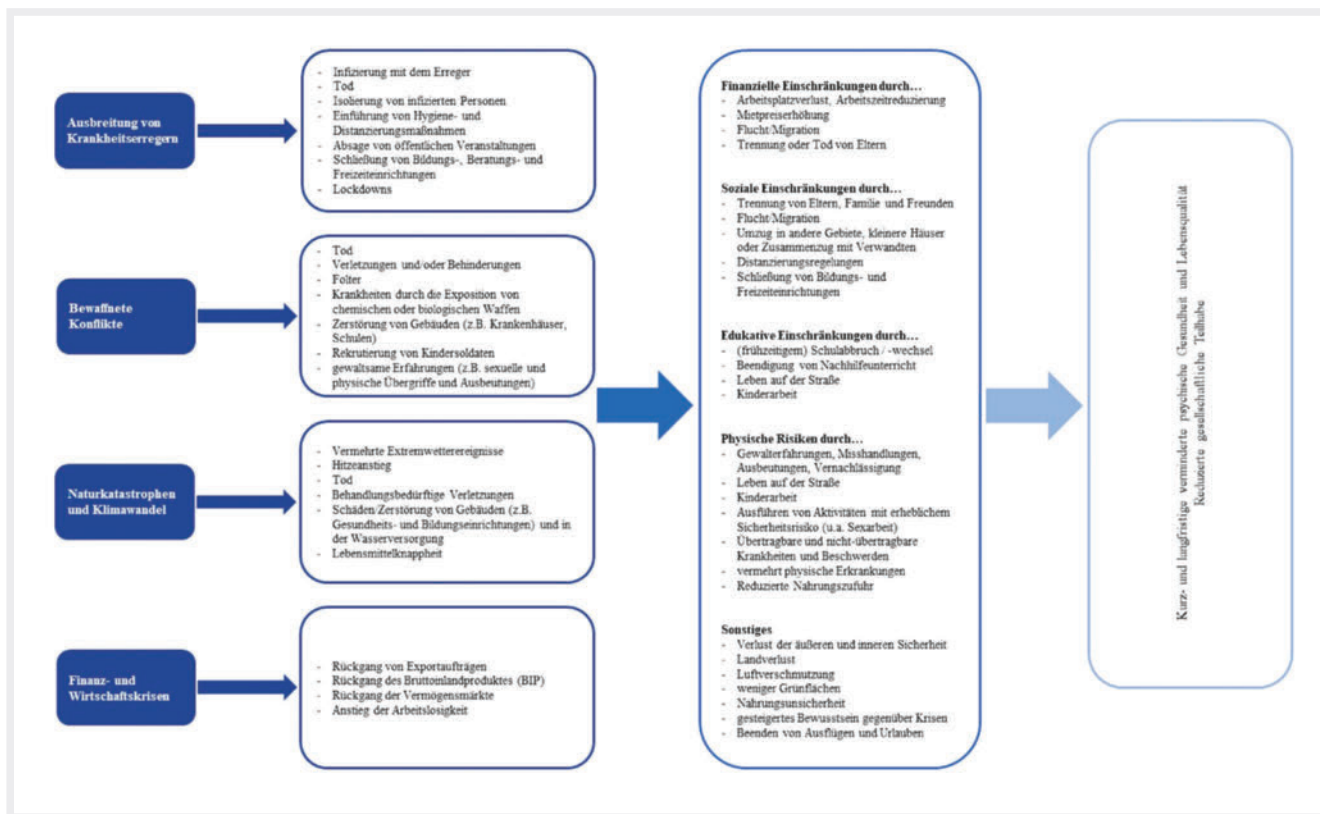 Ausbreitung von
Krankheitserregern
- Infizierung mit dem Erreger
- Tod
- Isolierung von infizierten Personen
- Einführung von Hygiene- und
Distanzierungsmaßnahmen
- Absage von öffentlichen Veranstaltungen
- Schließung von Bildungs-, Beratungs- und
Freizeiteinrichtungen
- Lockdowns
Bewaffnete
Konflikte
- Tod
- Verletzungen und/oder Behinderungen
- Folter
- Krankheiten durch die Exposition von
chemischen oder biologischen Waffen
- Zerstörung von Gebäuden (z.B. Krankenhäuser,
Schulen)
- Rekrutierung von Kindersoldaten
- gewaltsame Erfahrungen (z.B. sexuelle und
physische Übergriffe und Ausbeutungen)
Naturkatastrophen
und Klimawandel
- Vermehrte Extremwetterereignisse
- Hitzeanstieg
- Tod
- Behandlungsbedürftige Verletzungen
- Schäden/Zerstörung von Gebäuden (z.B.
Gesundheits- und Bildungseinrichtungen) und in
der Wasserversorgung
- Lebensmittelknappheit
Finanz- und
Wirtschaftskrisen
- Rückgang von Exportaufträgen
- Rückgang des Bruttoinlandproduktes (BIP)
- Rückgang der Vermögensmärkte
- Anstieg der Arbeitslosigkeit
Finanzielle Einschränkungen durch…
- Arbeitsplatzverlust, Arbeitszeitreduzierung
- Mietpreiserhöhung
- Flucht/Migration
- Trennung oder Tod von Eltern
Soziale Einschränkungen durch…
- Trennung von Eltern, Familie und Freunden
- Flucht/Migration
- Umzug in andere Gebiete, kleinere Häuser
oder Zusammenzug mit Verwandten
- Distanzierungsregelungen
- Schließung von Bildungs- und
Freizeiteinrichtungen
Edukative Einschränkungen durch…
- (frühzeitigem) Schulabbruch / -wechsel
- Beendigung von Nachhilfeunterricht
- Leben auf der Straße
- Kinderarbeit
Physische Risiken durch…
- Gewalterfahrungen, Misshandlungen,
Ausbeutungen, Vernachlässigung
- Leben auf der Straße
- Kinderarbeit
- Ausführen von Aktivitäten mit erheblichem
Sicherheitsrisiko (u.a. Sexarbeit)
- Übertragbare und nicht-übertragbare
Krankheiten und Beschwerden
- vermehrt physische Erkrankungen
- Reduzierte Nahrungszufuhr
Sonstiges
- Verlust der äußeren und inneren Sicherheit
- Landverlust
- Luftverschmutzung
- weniger Grünflächen
- Nahrungsunsicherheit
- gesteigertes Bewusstsein gegenüber Krisen
- Beenden von Ausflügen und Urlauben
Kurz- und langfristige verminderte psychische Gesundheit und Lebensqualität
Reduzierte gesellschaftliche Teilhabe